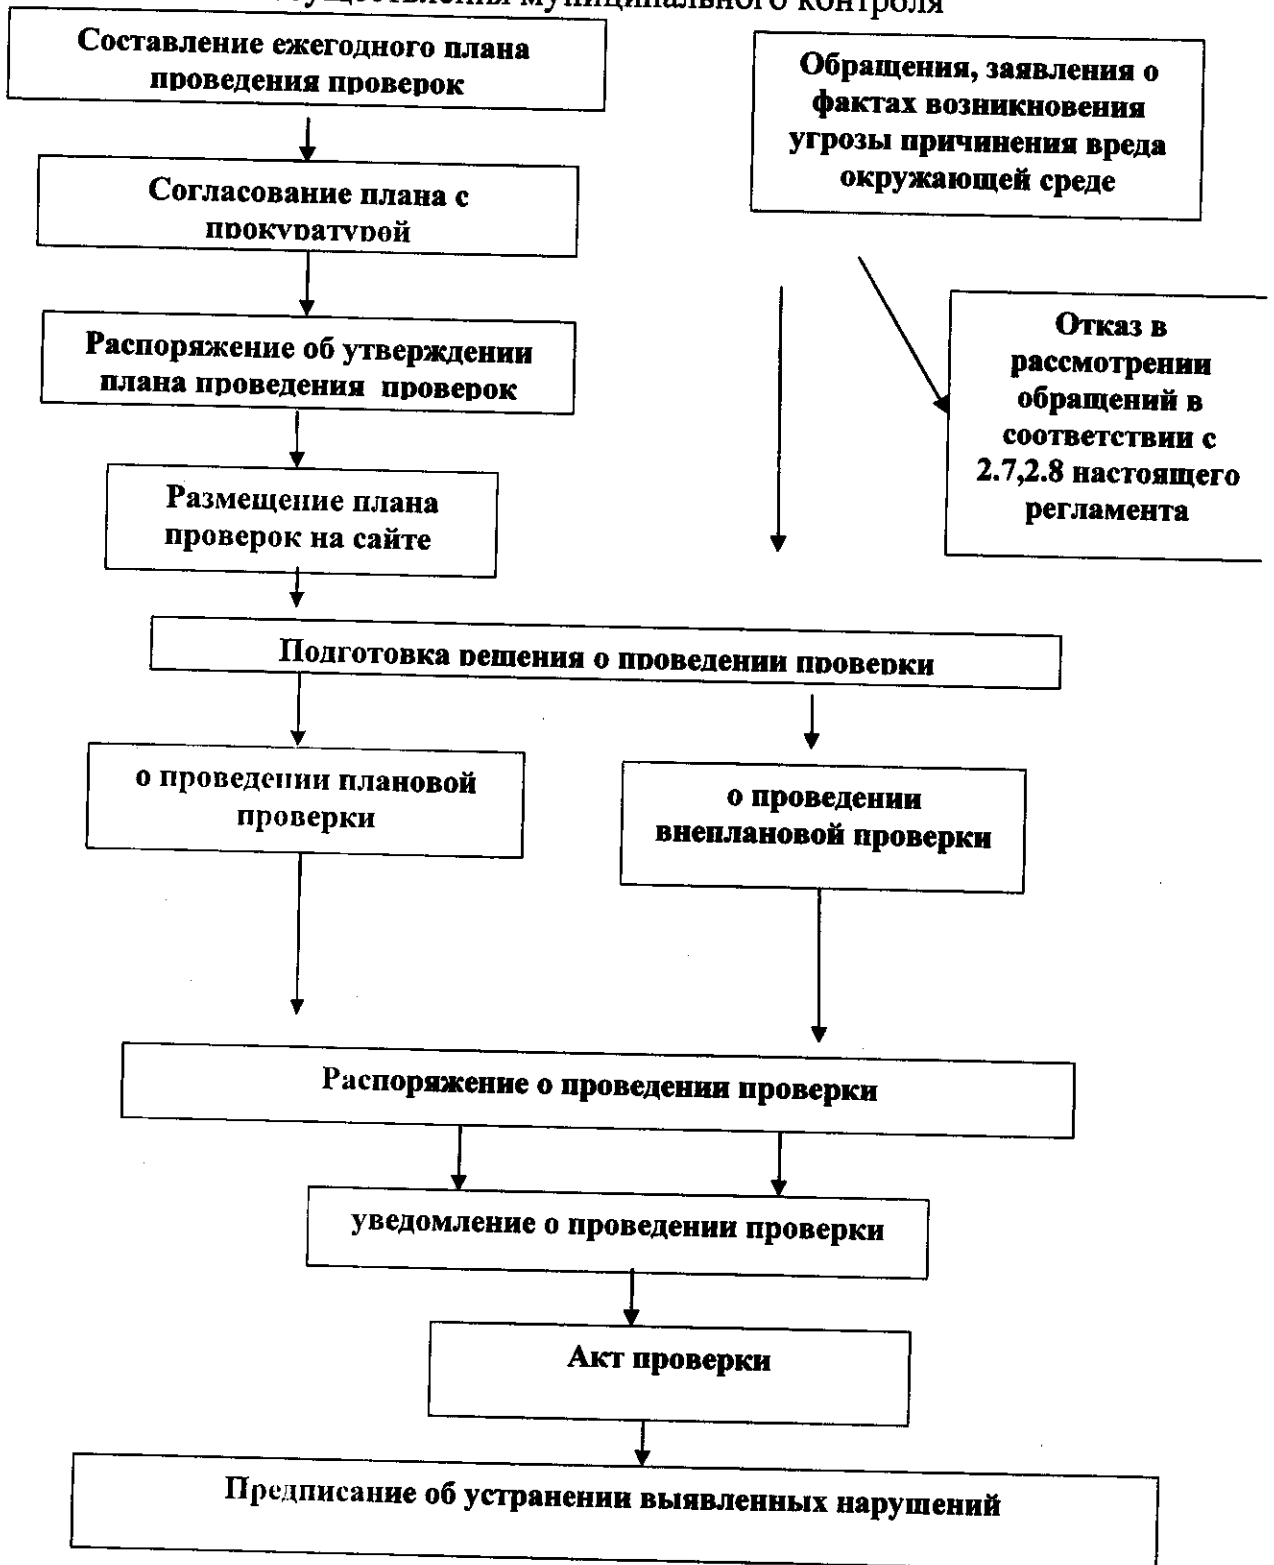 муниципального контроля
Составление ежегодного плана
проведения проверок
Обращения, заявления о
фактах возникновения
угрозы причинения вреда
окружающей среде
Согласование плана с
прокуратурой
Распоряжение об утверждении
плана проведения проверок
Отказ в
рассмотрении
обращений в
соответствии с
2.7,2.8 настоящего
регламента
Размещение плана
проверок на сайте
Подготовка решения о проведении проверки
о проведении плановой
проверки
о проведении
внеплановой проверки
Распоряжение о проведении проверки
уведомление о проведении проверки
Акт проверки
Предписание об устранении выявленных нарушений